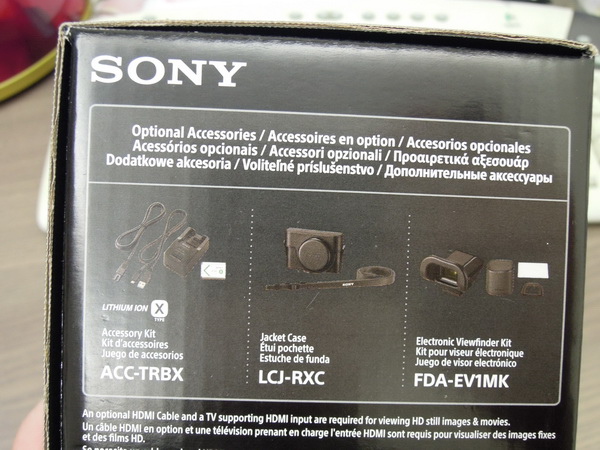 SONY
Optional Accessories / Accessoires en option / Accesorios opcionales
Acessórios opcionais / Accessori opzionali / Προαιρετικά αξεσουάρ
Dodatkowe akcesoria / Voliteľné príslušenstvo / Дополнительные аксессуары
LITHIUM ION X TYPE
Accessory Kit
Kit d'accessoires
Juego de accesorios
ACC-TRBX
SONY
Jacket Case
Étui pochette
Estuche de funda
LCJ-RXC
Electronic Viewfinder Kit
Kit pour viseur électronique
Juego de visor electrónico
FDA-EV1MK
An optional HDMI Cable and a TV supporting HDMI input are required for viewing HD still images & movies.
Un câble HDMI en option et une télévision prenant en charge l'entrée HDMI sont requis pour visualiser des images fixes
et des films HD.